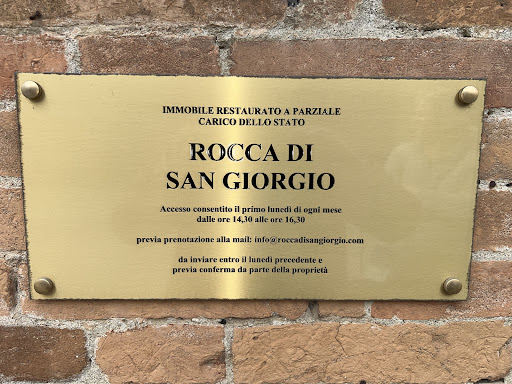 IMMOBILE RESTAURATO A PARZIALE
CARICO DELLO STATO
ROCCA DI
SAN GIORGIO
Accesso consentito il primo lunedì di ogni mese
dalle ore 14,30 alle ore 16,30
previa prenotazione alla mail: info@roccadisangiorgio.com
da inviare entro il lunedì precedente e
previa conferma da parte della proprietà